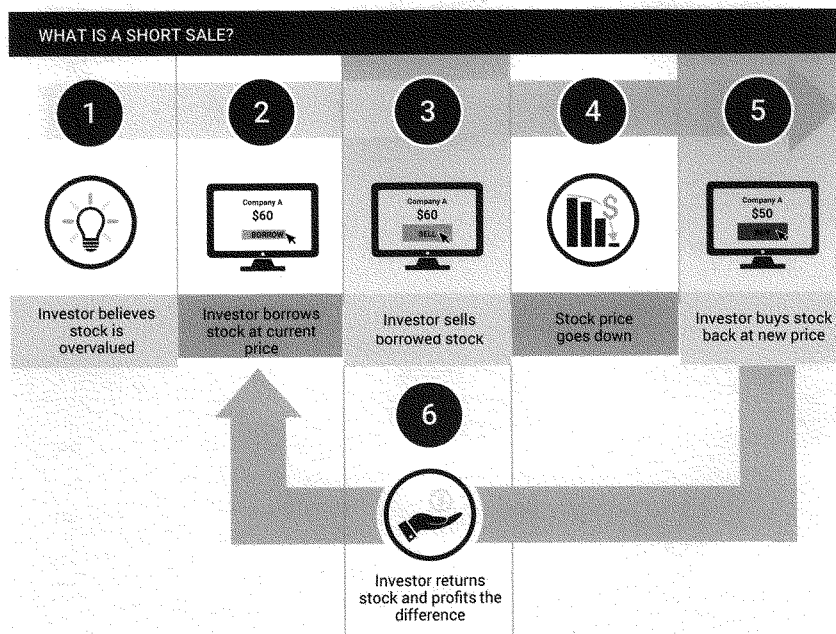 WHAT IS A SHORT SALE?
1
2
3
4
5
Company A
$60
BORROW
Company A
$60
SELL
$
Company A
$50
BUY
Investor believes
stock is
overvalued
Investor borrows
stock at current
price
Investor sells
borrowed stock
Stock price
goes down
Investor buys stock
back at new price
6
Investor returns
stock and profits the
difference